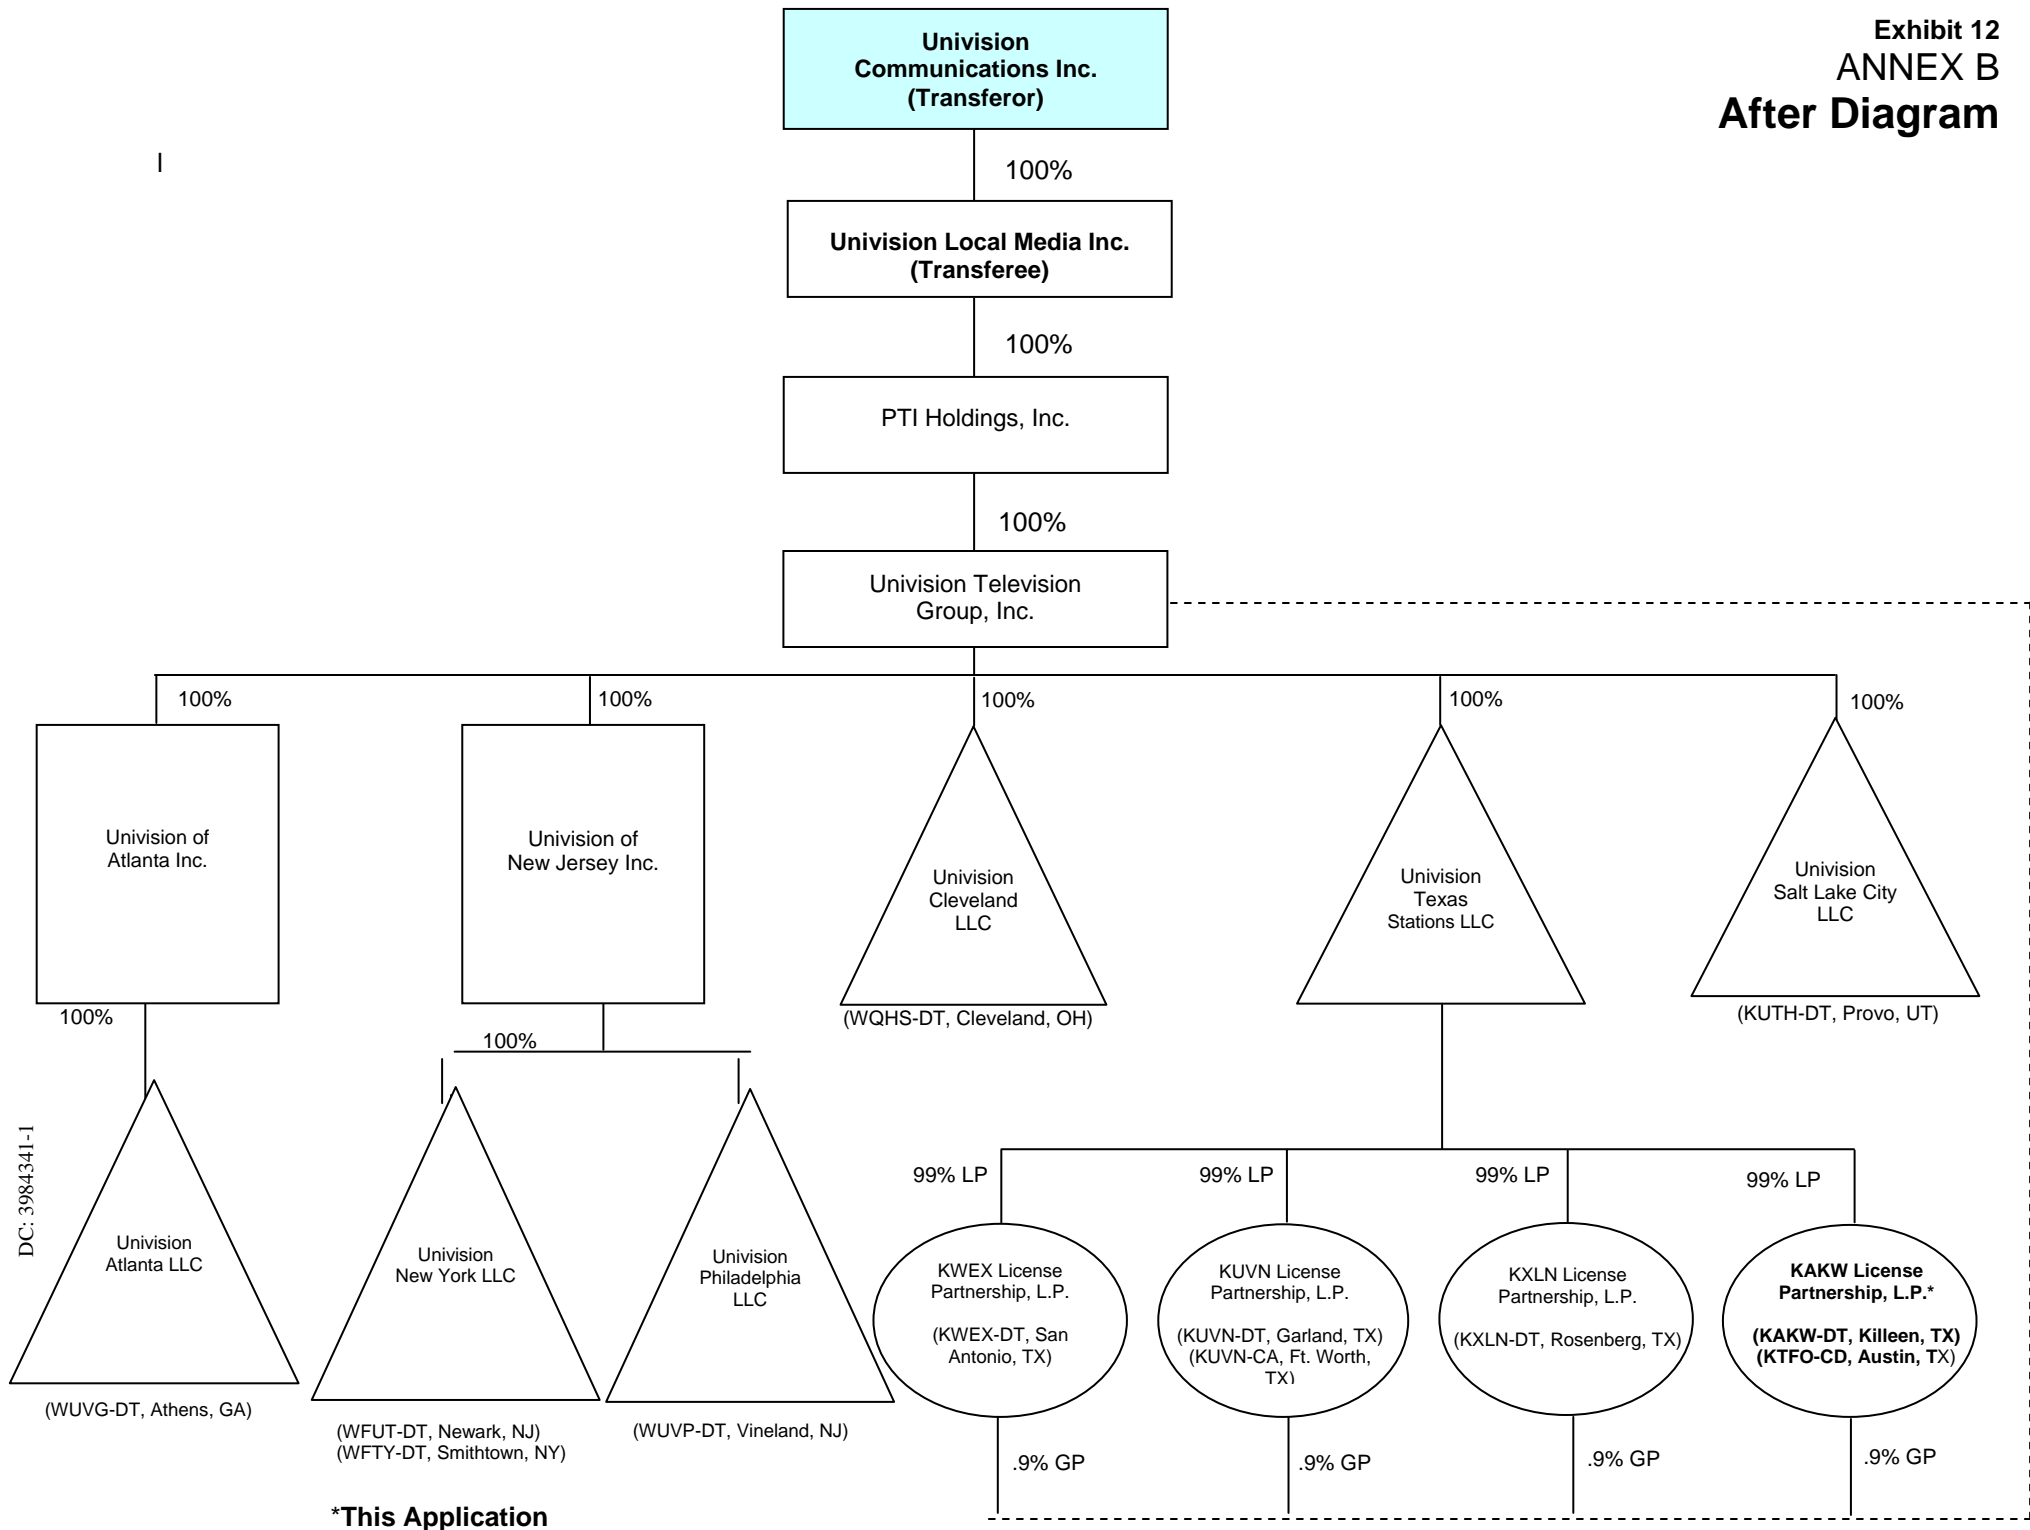 Exhibit 12
ANNEX B
After Diagram
Univision
Communications Inc.
(Transferor)
I
100%
Univision Local Media Inc.
(Transferee)
100%
PTI Holdings, Inc.
100%
Univision Television
Group, Inc.
100%
100%
100%
100%
100%
Univision of
Atlanta Inc.
Univision of
New Jersey Inc.
Univision
Cleveland
LLC
Univision
Texas
Stations LLC
Univision
Salt Lake City
LLC
(WQHS-DT, Cleveland, OH)
(KUTH-DT, Provo, UT)
100%
100%
DC: 3984341-1
99% LP
99% LP
99% LP
99% LP
Univision
Atlanta LLC
Univision
New York LLC
Univision
Philadelphia
LLC
KWEX License
Partnership, L.P.
(KWEX-DT, San
Antonio, TX)
KUVN License
Partnership, L.P.
(KUVN-DT, Garland, TX)
(KUVN-CA, Ft. Worth,
TX)
KXLN License
Partnership, L.P.
(KXLN-DT, Rosenberg, TX)
KAKW License
Partnership, L.P.*
(KAKW-DT, Killeen, TX)
(KTFO-CD, Austin, TX)
(WUVG-DT, Athens, GA)
(WFUT-DT, Newark, NJ)
(WFTY-DT, Smithtown, NY)
(WUVP-DT, Vineland, NJ)
.9% GP
.9% GP
.9% GP
.9% GP
*This Application